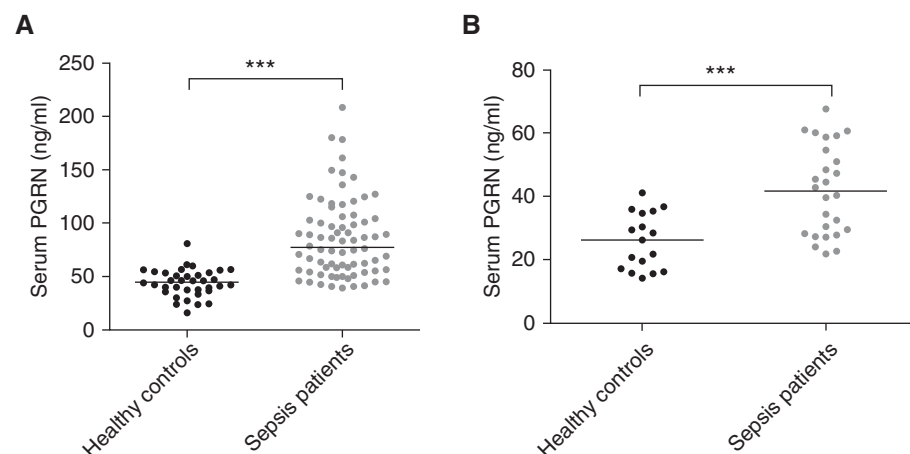 A
Serum PGRN (ng/ml)
250
200
150
100
50
0
***
Healthy controls
Sepsis patients
B
Serum PGRN (ng/ml)
80
60
40
20
0
***
Healthy controls
Sepsis patients